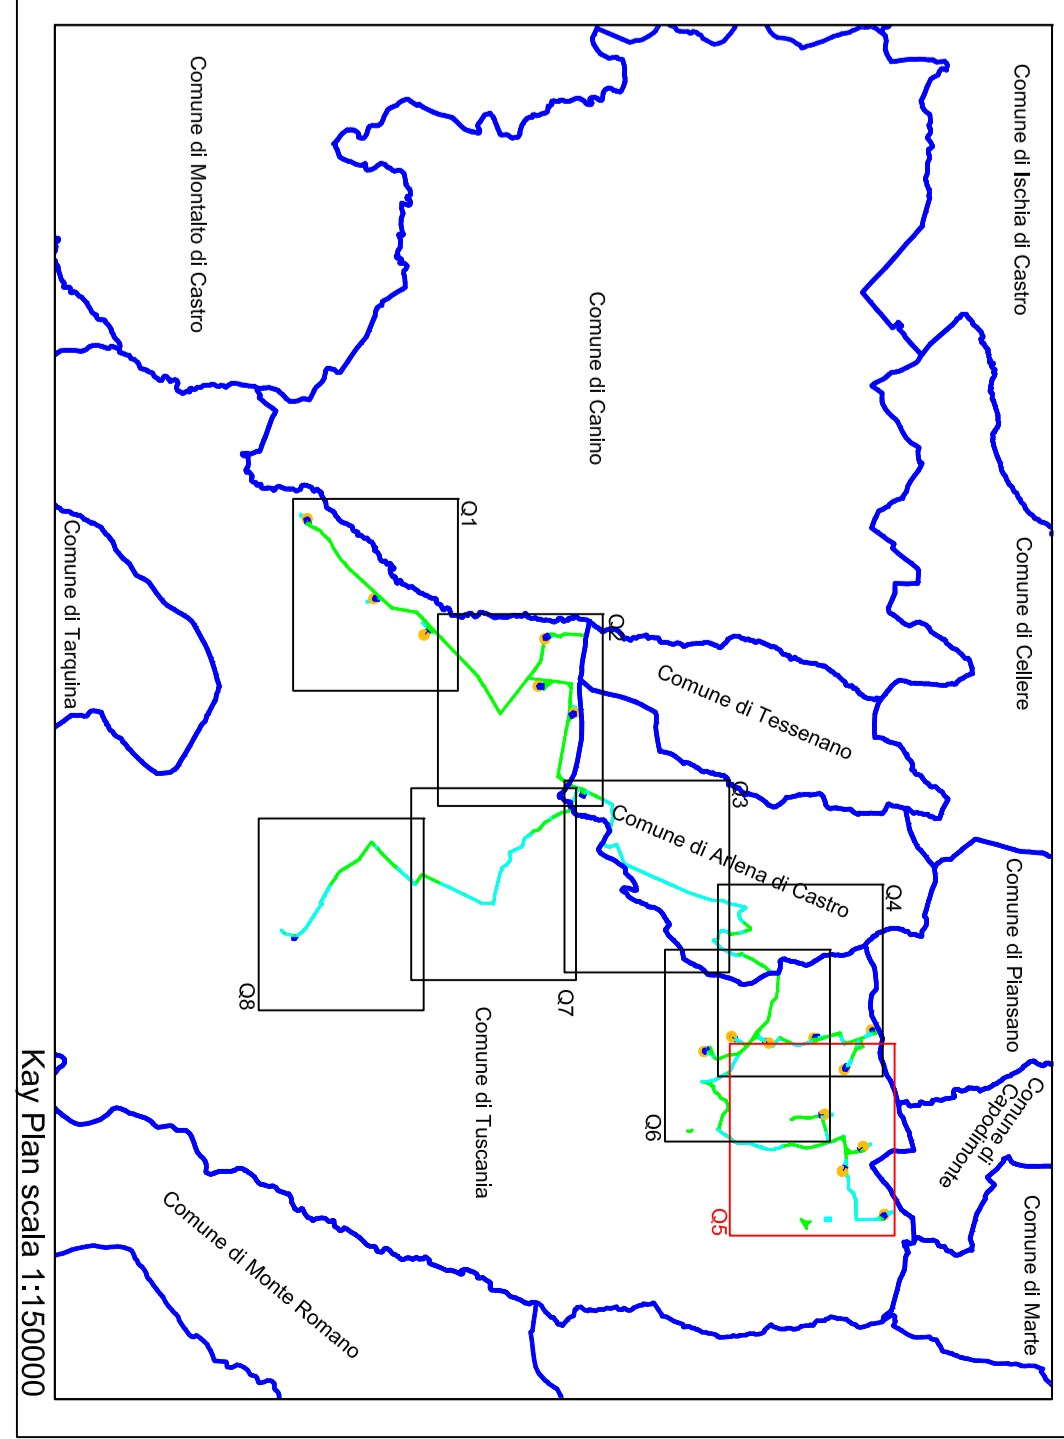 Comune di Ischia di Castro
Comune di Cellere
Comune di Piansano
Comune di
Capodimonte
Comune di Marte
Comune di Canino
Comune di Tessenano
Comune di Arlena di Castro
Comune di Montalto di Castro
Comune di Tarquina
Comune di Tuscania
Comune di Monte Romano
Q1
Q2
Q3
Q4
Q5
Q6
Q7
Q8
Kay Plan scala 1:150000